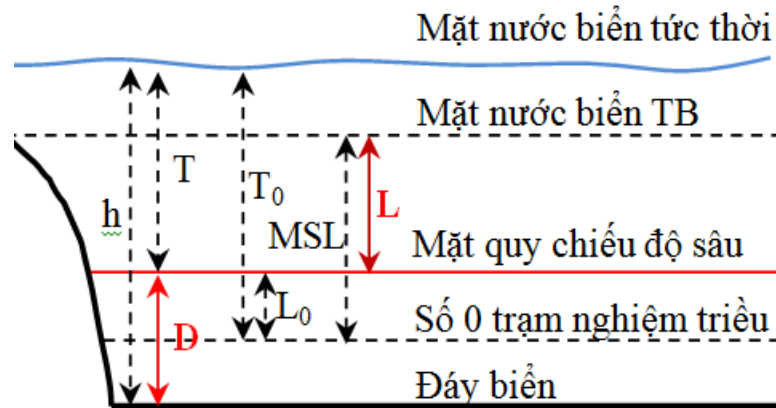 Mặt nước biển tức thời
Mặt nước biển TB
T
T₀
L
h
MSL
Mặt quy chiếu độ sâu
L₀
Số 0 trạm nghiệm triều
D
Đáy biển